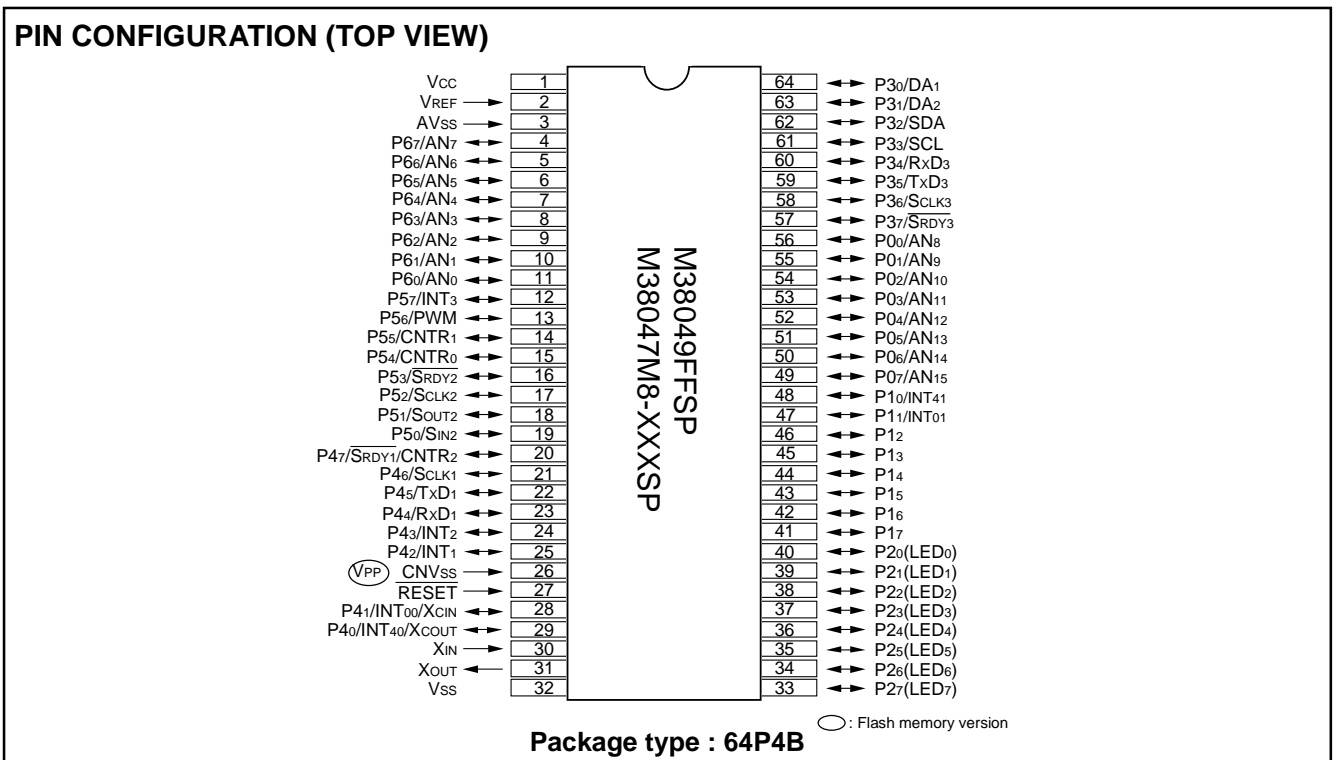 PIN CONFIGURATION (TOP VIEW)
VCC 1 64 P30/DA1
VREF 2 63 P31/DA2
AVSS 3 62 P32/SDA
P67/AN7 4 61 P33/SCL
P66/AN6 5 60 P34/RXD3
P65/AN5 6 59 P35/TXD3
P64/AN4 7 58 P36/SCLK3
P63/AN3 8 57 P37/SRDY3
P62/AN2 9 56 P00/AN8
P61/AN1 10 55 P01/AN9
P60/AN0 11 54 P02/AN10
P57/INT3 12 53 P03/AN11
P56/PWM 13 52 P04/AN12
P55/CNTR1 14 51 P05/AN13
P54/CNTR0 15 50 P06/AN14
P53/SRDY2 16 49 P07/AN15
P52/SCLK2 17 48 P10/INT41
P51/SOUT2 18 47 P11/INT01
P50/SIN2 19 46 P12
P47/SRDY1/CNTR2 20 45 P13
P46/SCLK1 21 44 P14
P45/TXD1 22 43 P15
P44/RXD1 23 42 P16
P43/INT2 24 41 P17
P42/INT1 25 40 P20(LED0)
VPP CNVSS 26 39 P21(LED1)
RESET 27 38 P22(LED2)
P41/INT00/XCIN 28 37 P23(LED3)
P40/INT40/XCOUT 29 36 P24(LED4)
XIN 30 35 P25(LED5)
XOUT 31 34 P26(LED6)
VSS 32 33 P27(LED7)
M38049FFSP
M38047M8-XXXSP
: Flash memory version
Package type : 64P4B